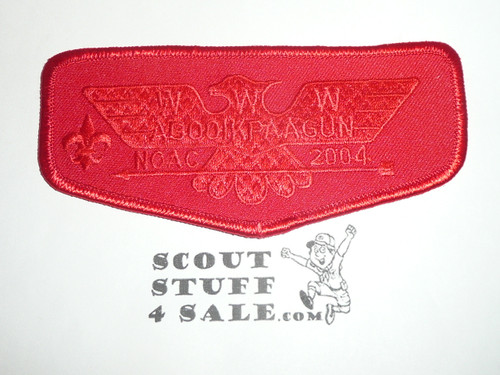 W W W
AGOOIKPAAGUN
NOAC 2004
SCOUT
STUFF
4 SALE.COM